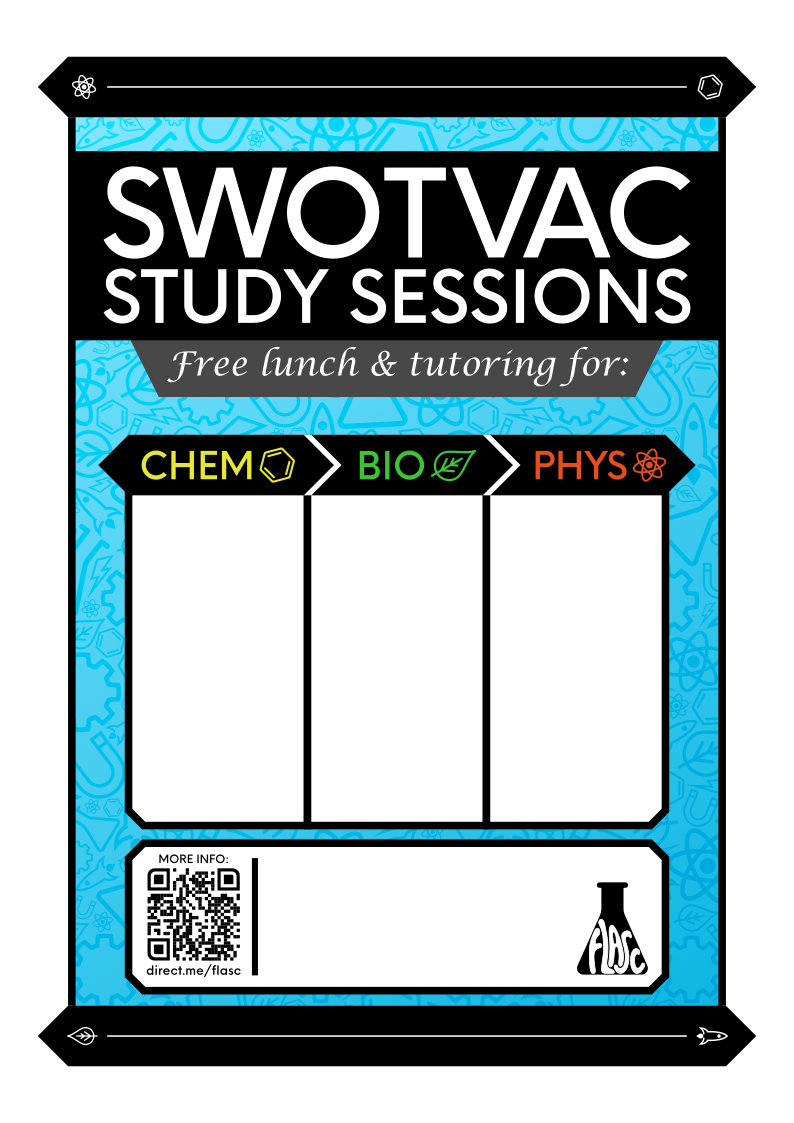 SWOTVAC
STUDY SESSIONS
Free lunch & tutoring for:
CHEM
BIO
PHYS
MORE INFO:
direct.me/flasc
FLASC